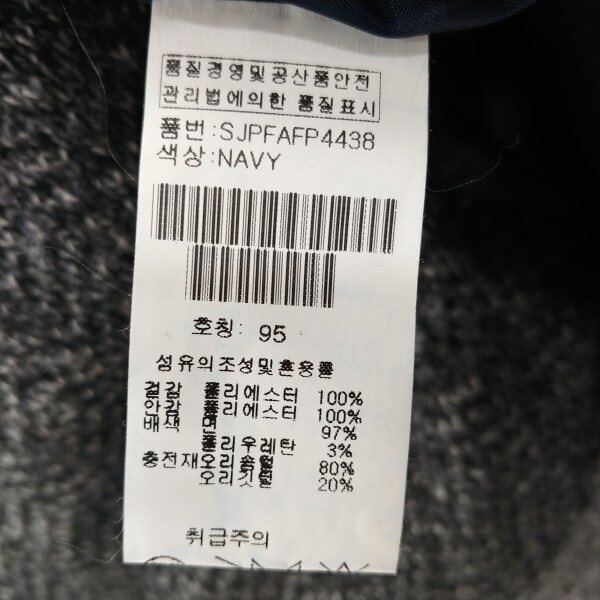 품질경영및공산품안전
관리법에의한 품질표시
품번:SJPFAFP4438
색상:NAVY
호칭: 95
섬유의조성및혼용률
겉감 폴리에스터 100%
안감 폴리에스터 100%
배색 면 97%
폴리우레탄 3%
충전재오리솜털 80%
오리깃털 20%
취급주의